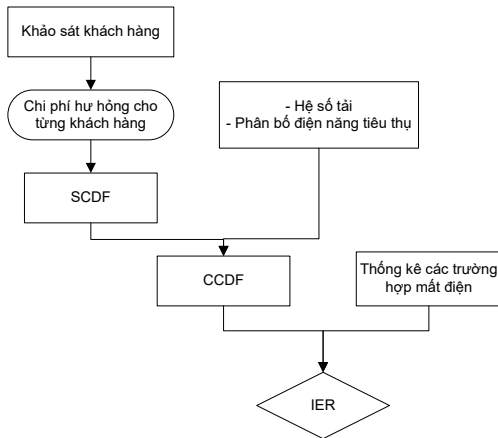 Khảo sát khách hàng
Chi phí hư hỏng cho
từng khách hàng
- Hệ số tải
- Phân bố điện năng tiêu thụ
SCDF
CCDF
Thống kê các trường
hợp mất điện
IER